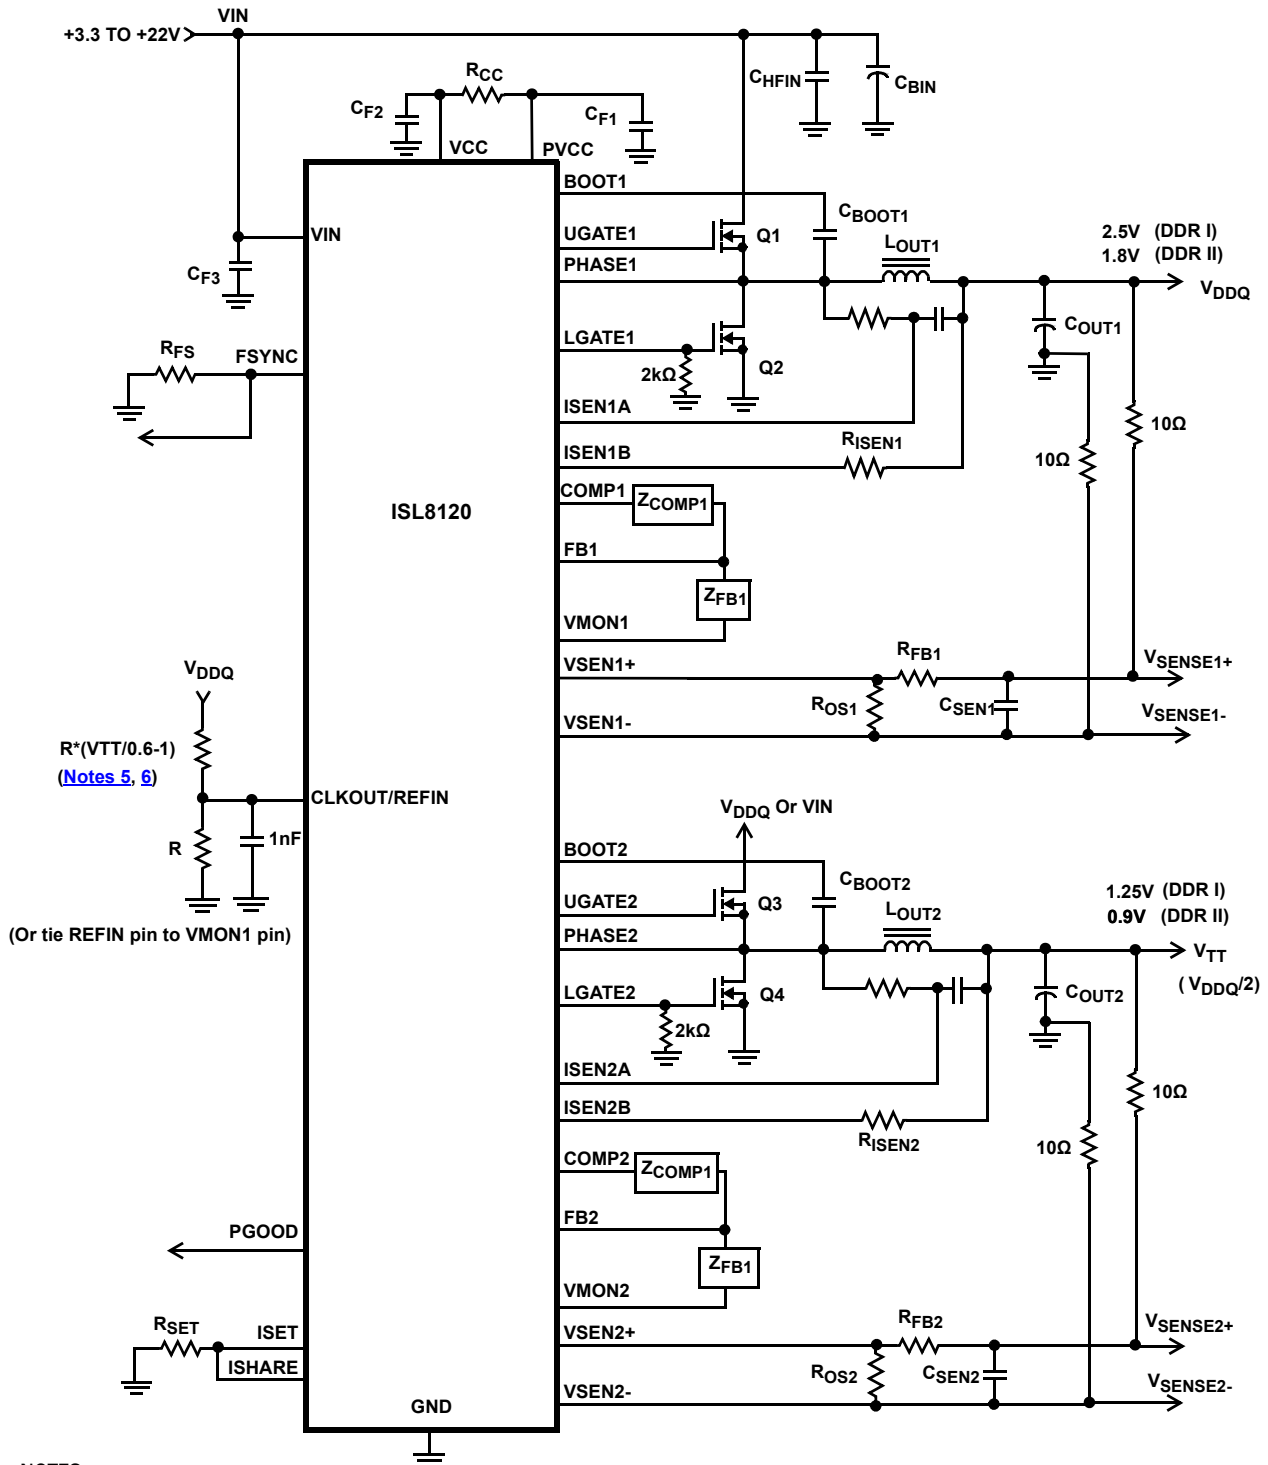 VIN
+3.3 TO +22V
RCC
CF2
CF1
CHFIN
CBIN
VCC
PVCC
BOOT1
CBOOT1
VIN
UGATE1
Q1
LOUT1
2.5V (DDR I)
1.8V (DDR II)
PHASE1
VDDQ
CF3
COUT1
RFS
FSYNC
LGATE1
Q2
2kΩ
ISEN1A
10Ω
ISEN1B
RISEN1
10Ω
COMP1
ZCOMP1
ISL8120
FB1
ZFB1
VMON1
VDDQ
VSEN1+
RFB1
VSENSE1+
ROS1
CSEN1
VSEN1-
VSENSE1-
R*(VTT/0.6-1)
(Notes 5, 6)
CLKOUT/REFIN
VDDQ Or VIN
R
1nF
BOOT2
CBOOT2
1.25V (DDR I)
0.9V (DDR II)
UGATE2
Q3
LOUT2
(Or tie REFIN pin to VMON1 pin)
PHASE2
VTT
(VDDQ/2)
LGATE2
Q4
COUT2
2kΩ
ISEN2A
10Ω
ISEN2B
RISEN2
10Ω
COMP2
ZCOMP1
FB2
PGOOD
ZFB1
VMON2
RSET
ISET
VSEN2+
RFB2
VSENSE2+
ISHARE
ROS2
CSEN2
VSEN2-
VSENSE2-
GND